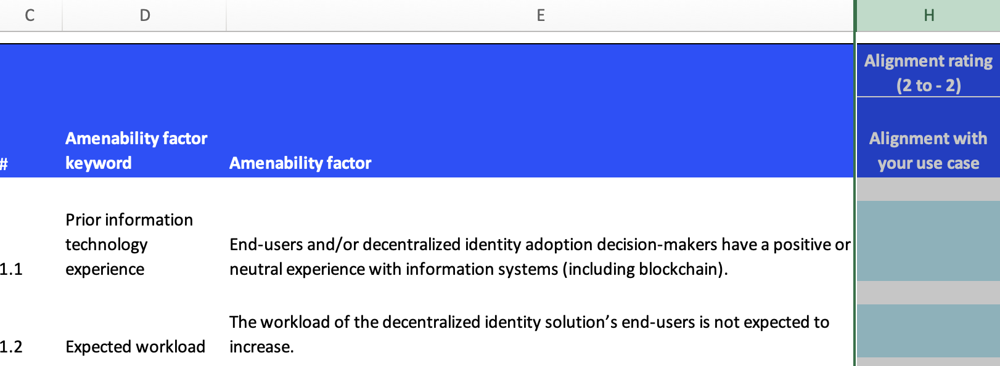 C D E H
Alignment rating
(2 to - 2)
Amenability factor
keyword
Amenability factor
#
Alignment with
your use case
Prior information
technology
experience
1.1
End-users and/or decentralized identity adoption decision-makers have a positive or
neutral experience with information systems (including blockchain).
1.2
Expected workload
The workload of the decentralized identity solution’s end-users is not expected to
increase.